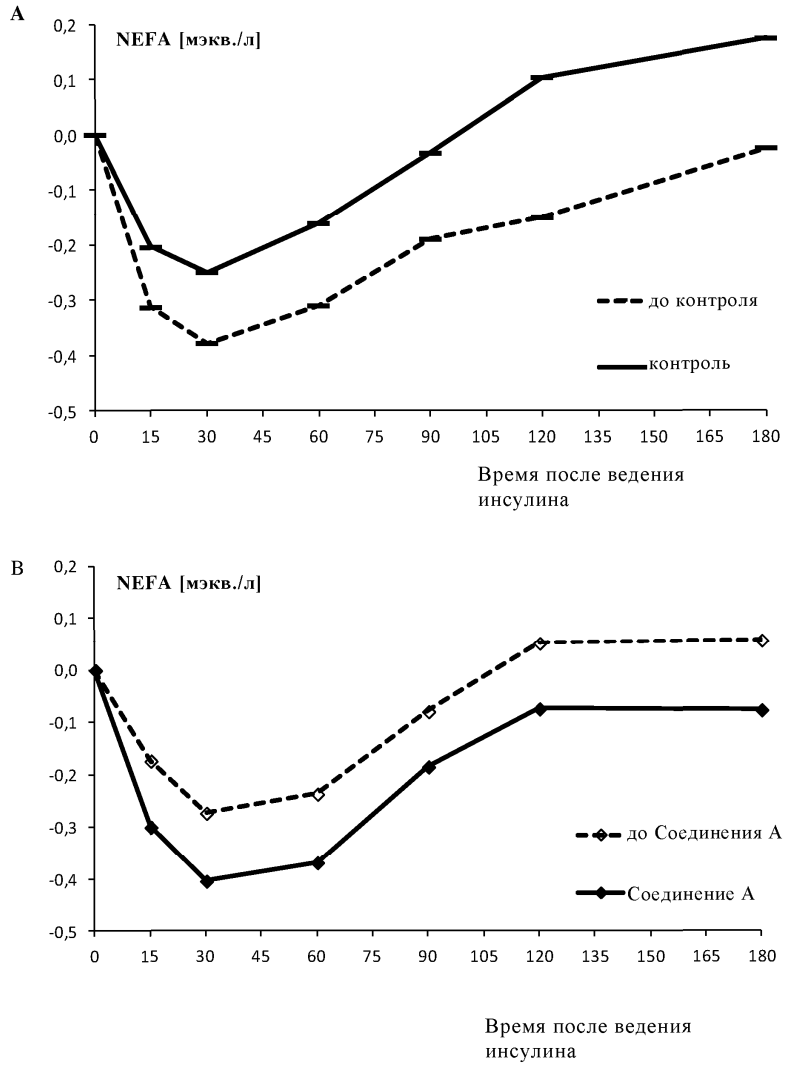 A
NEFA [мэкв./л]
0,2
0,1
0,0
-0,1
-0,2
-0,3
-0,4
-0,5
до контроля
контроль
0 15 30 45 60 75 90 105 120 135 150 165 180
Время после ведения
инсулина
B
NEFA [мэкв./л]
0,2
0,1
0,0
-0,1
-0,2
-0,3
-0,4
-0,5
до Соединения А
Соединение А
0 15 30 45 60 75 90 105 120 135 150 165 180
Время после ведения
инсулина